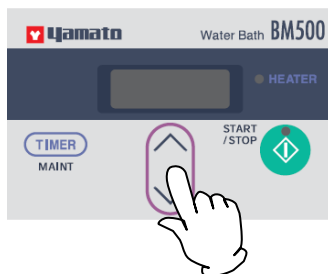 Yamato
Water Bath BM500
HEATER
TIMER
MAINT
START
/STOP